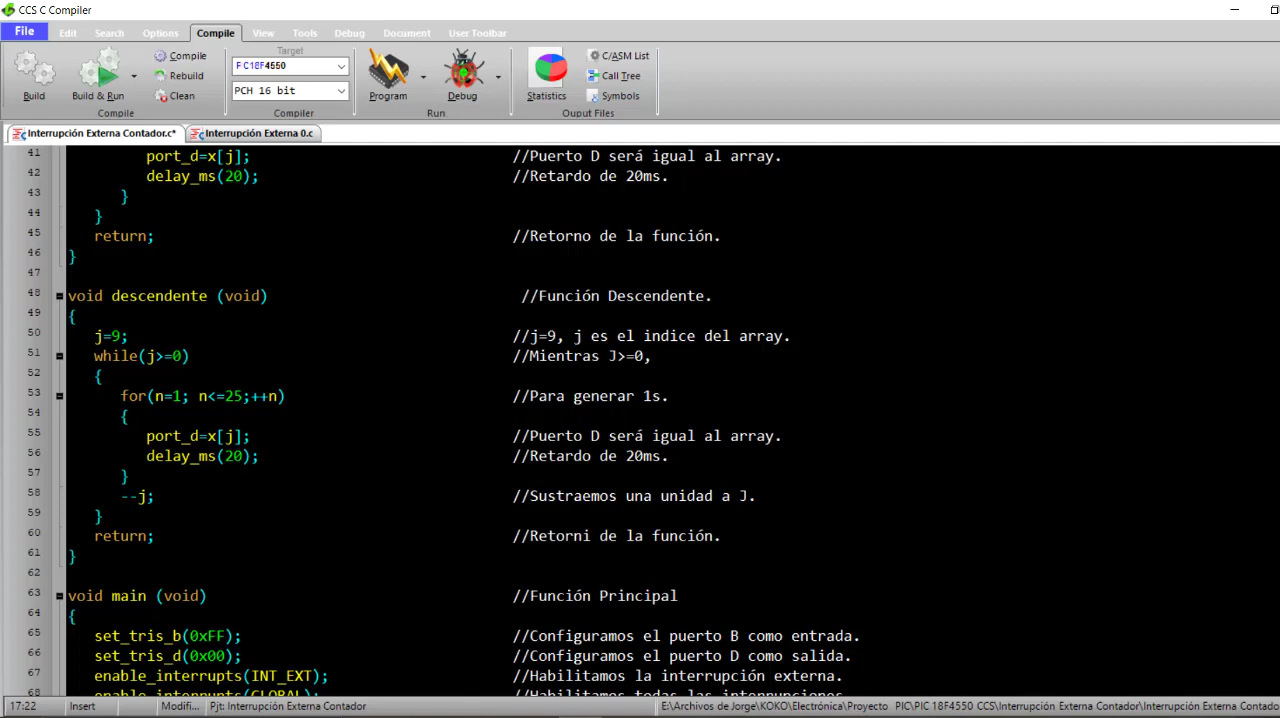 CCS C Compiler
File Edit Search Options Compile View Tools Debug Document User Toolbar
Build
Build & Run
Compile
Rebuild
Clean
Compile
Target
PIC18F4550
PCH 16 bit
Compiler
Program
Debug
Run
Statistics
C/ASM List
Call Tree
Symbols
Ouput Files
Interrupción Externa Contador.c* Interrupción Externa 0.c
41 port_d=x[j]; //Puerto D será igual al array.
42 delay_ms(20); //Retardo de 20ms.
43 }
44 }
45 return; //Retorno de la función.
46 }
47
48 void descendente (void) //Función Descendente.
49 {
50 j=9; //j=9, j es el indice del array.
51 while(j>=0) //Mientras J>=0,
52 {
53 for(n=1; n<=25;++n) //Para generar 1s.
54 {
55 port_d=x[j]; //Puerto D será igual al array.
56 delay_ms(20); //Retardo de 20ms.
57 }
58 --j; //Sustraemos una unidad a J.
59 }
60 return; //Retorni de la función.
61 }
62
63 void main (void) //Función Principal
64 {
65 set_tris_b(0xFF); //Configuramos el puerto B como entrada.
66 set_tris_d(0x00); //Configuramos el puerto D como salida.
67 enable_interrupts(INT_EXT); //Habilitamos la interrupción externa.
68 enable_interrupts(GLOBAL); //Habilitamos todas las interrupciones
17:22 Insert Modifi... Pjt: Interrupción Externa Contador E:\Archivos de Jorge\KOKO\Electrónica\Proyecto PIC\PIC 18F4550 CCS\Interrupción Externa Contador\Interrupción Externa Contado